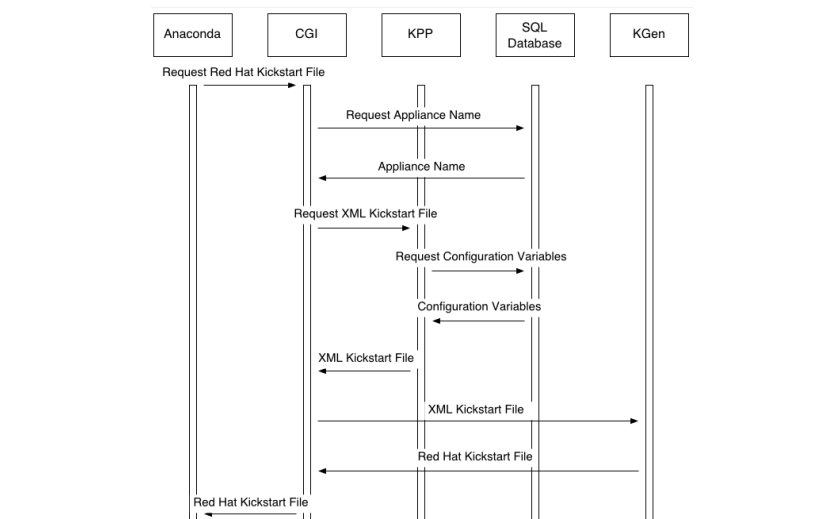 Anaconda
CGI
KPP
SQL
Database
KGen
Request Red Hat Kickstart File
Request Appliance Name
Appliance Name
Request XML Kickstart File
Request Configuration Variables
Configuration Variables
XML Kickstart File
XML Kickstart File
Red Hat Kickstart File
Red Hat Kickstart File